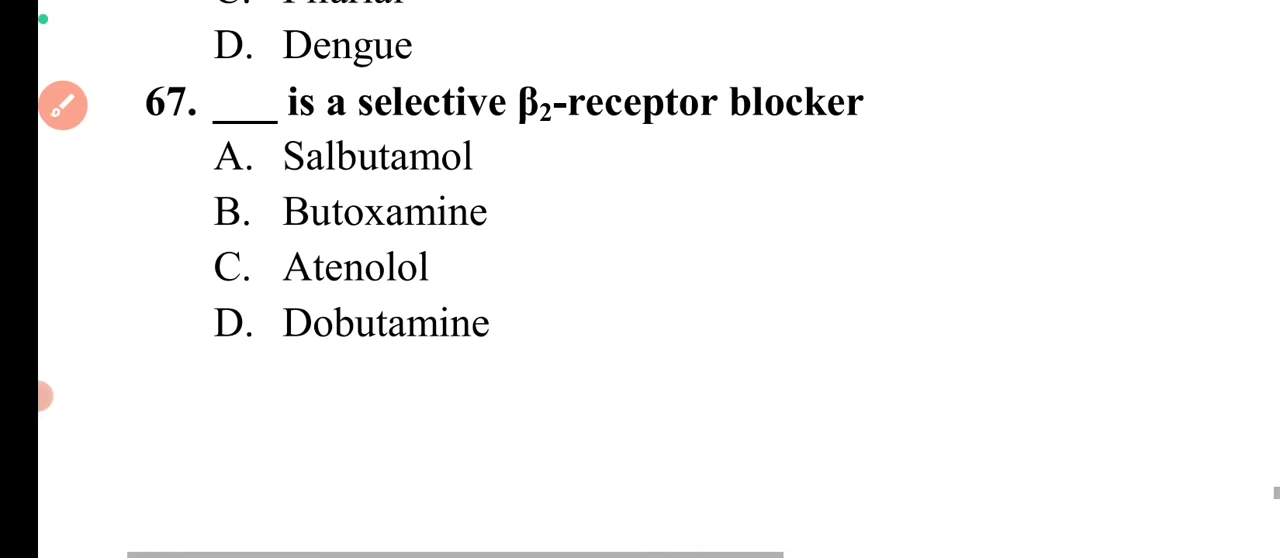 D. Dengue
67. ___ is a selective β₂-receptor blocker
A. Salbutamol
B. Butoxamine
C. Atenolol
D. Dobutamine